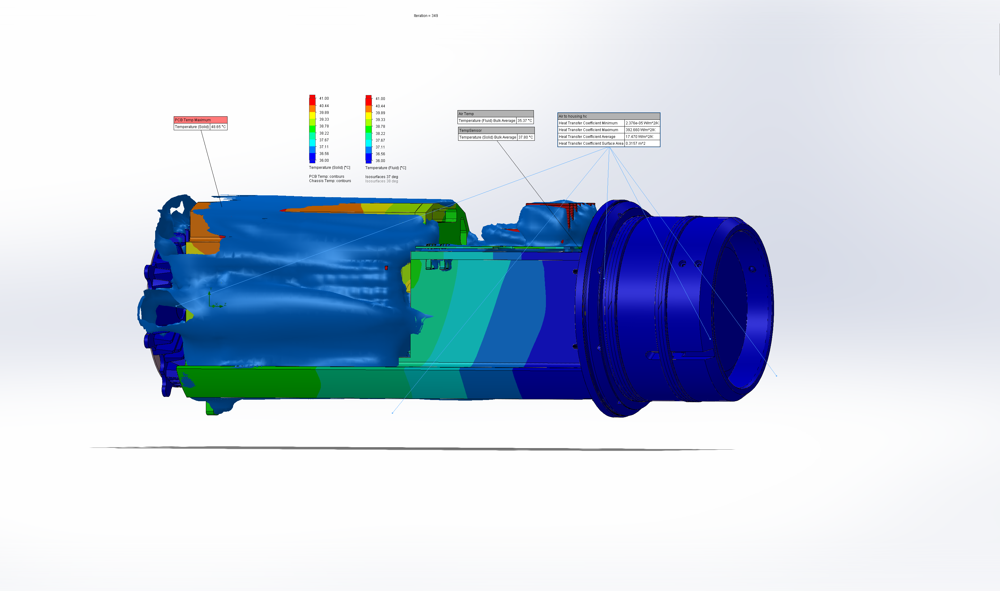 Iteration = 349
PCB Temp Maximum
Temperature (Solid) 48.65 °C
41.00
40.44
39.89
39.33
38.78
38.22
37.67
37.11
36.56
36.00
Temperature (Solid) [°C]
PCB Temp: contours
Chassis Temp: contours
41.00
40.44
39.89
39.33
38.78
38.22
37.67
37.11
36.56
36.00
Temperature (Fluid) [°C]
Isosurfaces 37 deg
Isosurfaces 38 deg
Air Temp
Temperature (Fluid) Bulk Average 35.37 °C
TempSensor
Temperature (Solid) Bulk Average 37.80 °C
Air to housing hc
Heat Transfer Coefficient Minimum 2.376e-05 W/m^2/K
Heat Transfer Coefficient Maximum 392.660 W/m^2/K
Heat Transfer Coefficient Average 17.470 W/m^2/K
Heat Transfer Coefficient Surface Area 0.3157 m^2
Y
X Z